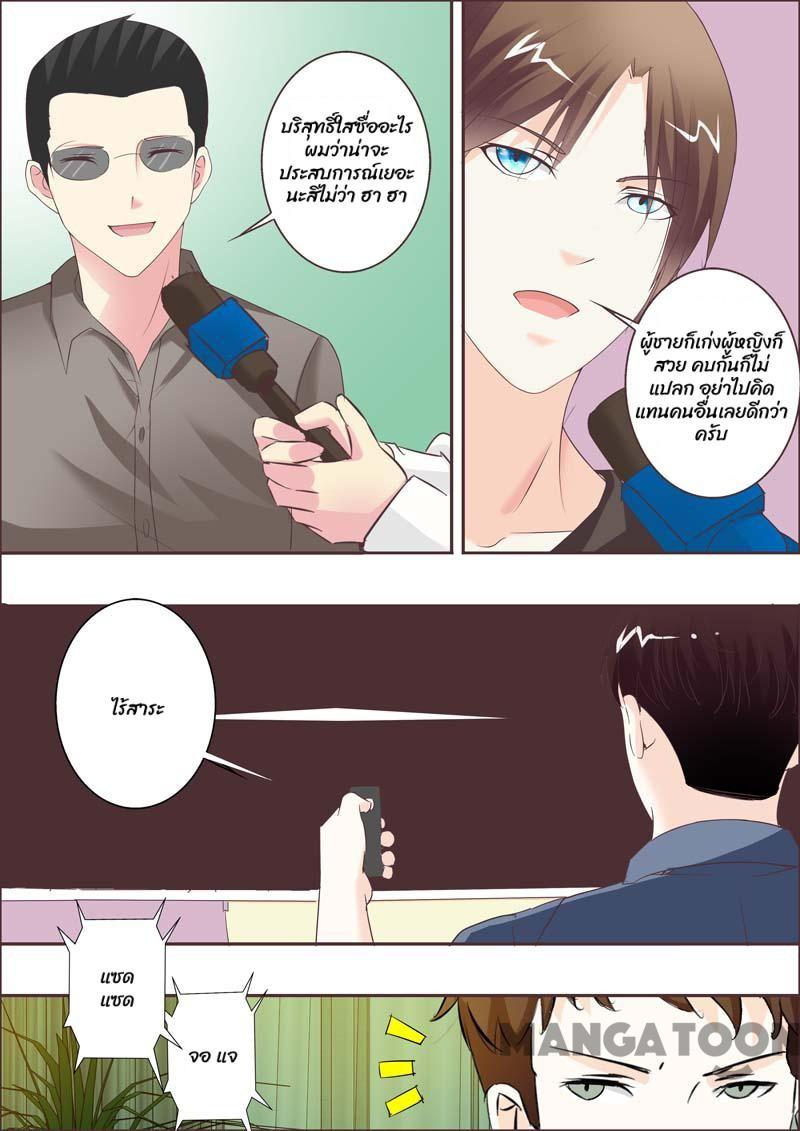 บริสุทธิ์ใสซื่ออะไร
ผมว่าน่าจะ
ประสบการณ์เยอะ
นะสิไม่ว่า ฮา ฮา
ผู้ชายก็เก่งผู้หญิงก็
สวย คบกันก็ไม่
แปลก อย่าไปคิด
แทนคนอื่นเลยดีกว่า
ครับ
ไร้สาระ
แซด
แซด
จอ แจ
MANGATOON